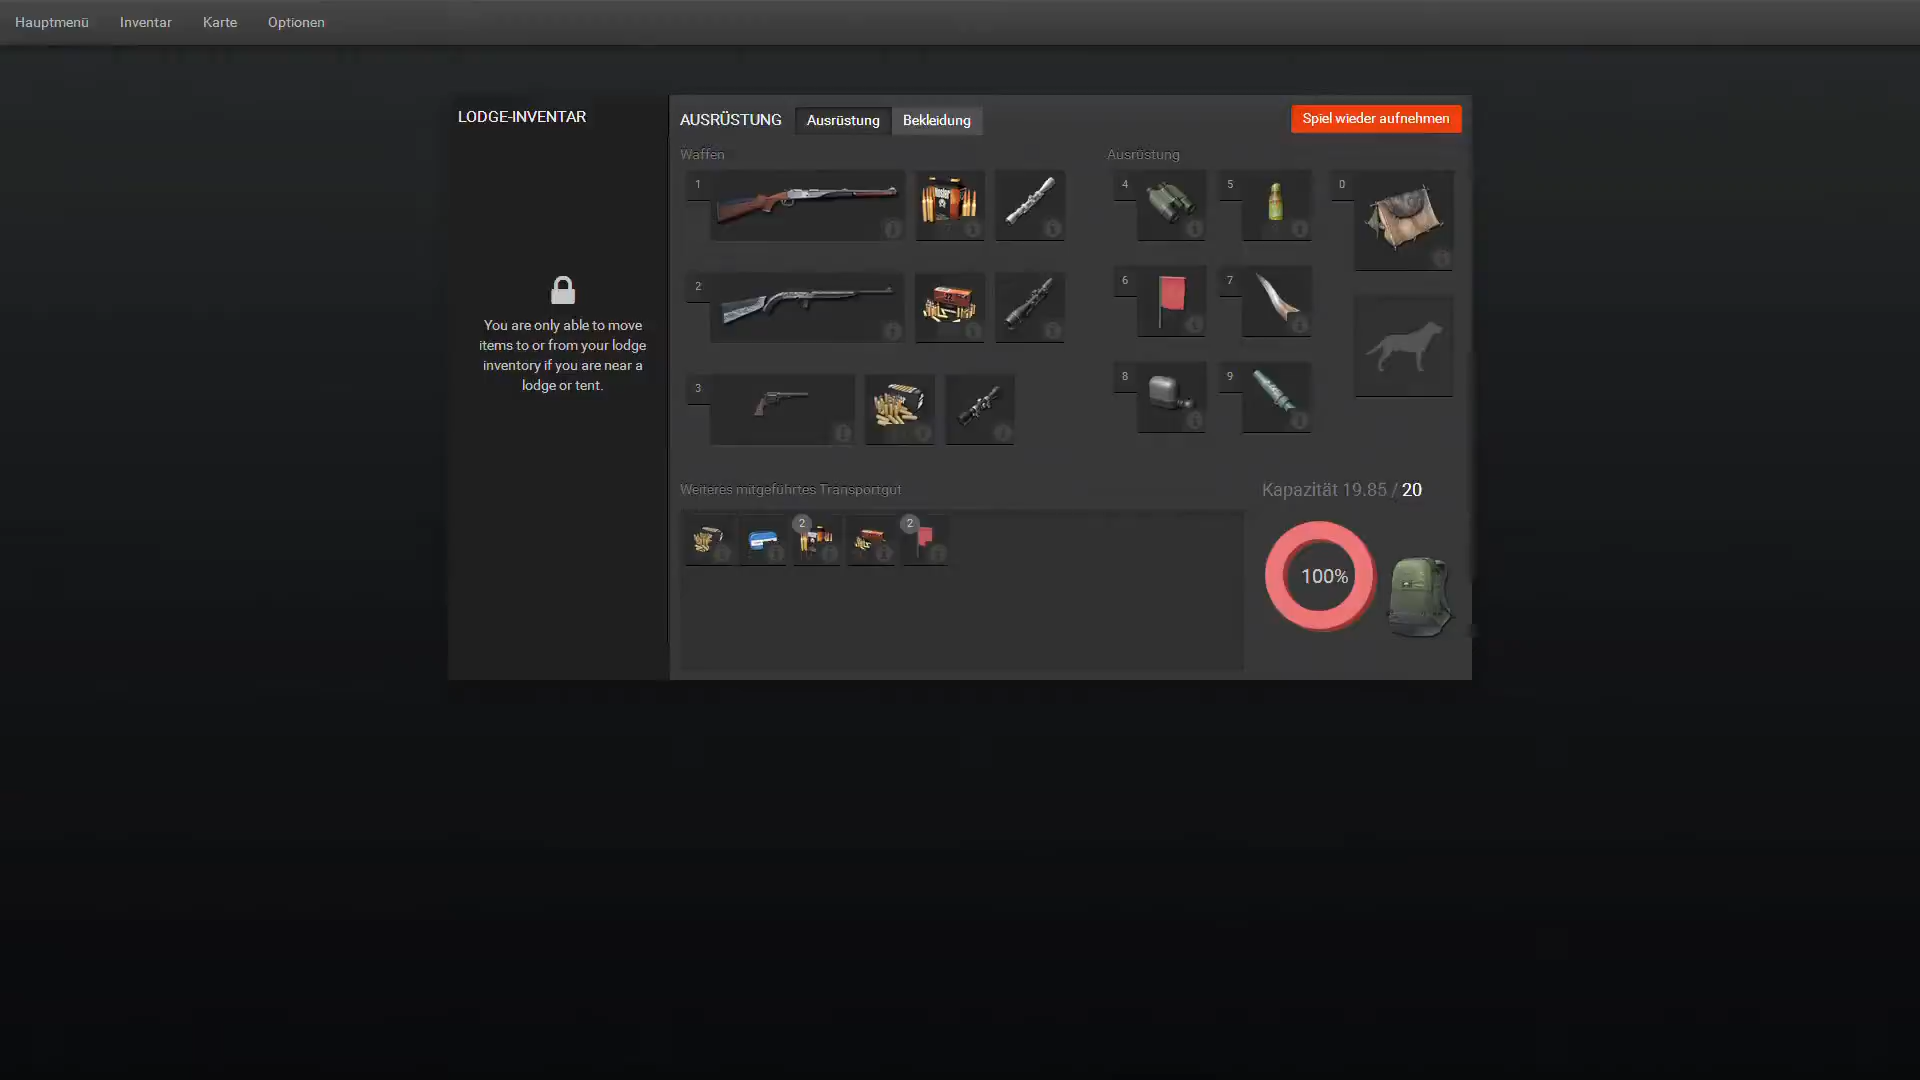 Hauptmenü Inventar Karte Optionen
LODGE-INVENTAR
You are only able to move
items to or from your lodge
inventory if you are near a
lodge or tent.
AUSRÜSTUNG Ausrüstung Bekleidung
Spiel wieder aufnehmen
Waffen
1
2
3
Ausrüstung
4 5 0
6 7
8 9
Weiteres mitgeführtes Transportgut
2 2
Kapazität 19.85 / 20
100%